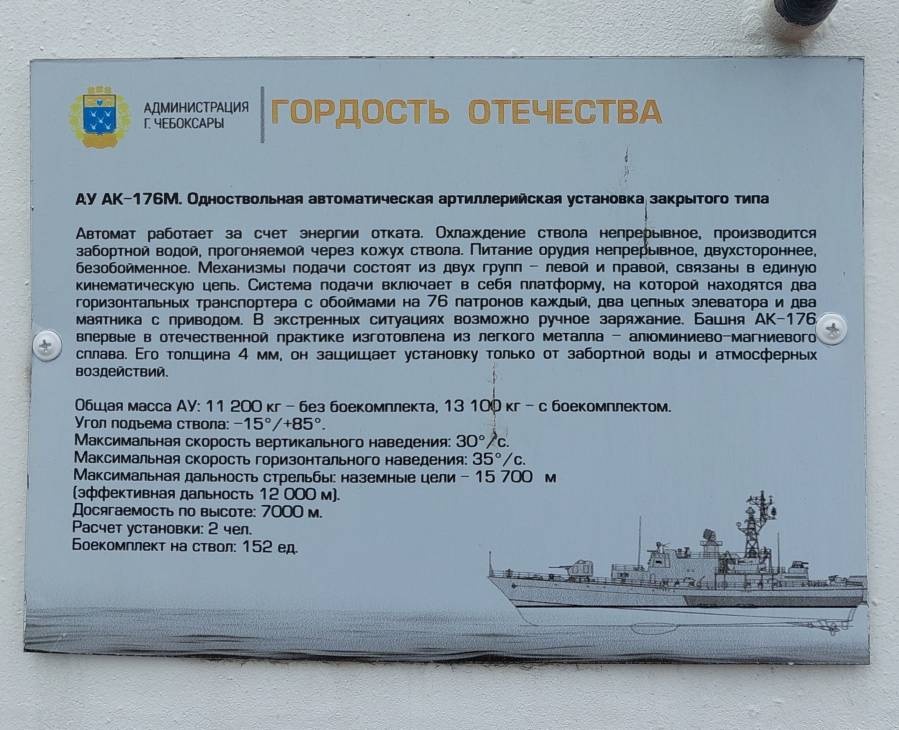 АДМИНИСТРАЦИЯ
Г. ЧЕБОКСАРЫ
ГОРДОСТЬ ОТЕЧЕСТВА
АУ АК-176М. Одноствольная автоматическая артиллерийская установка закрытого типа
Автомат работает за счет энергии отката. Охлаждение ствола непрерывное, производится
забортной водой, прогоняемой через кожух ствола. Питание орудия непрерывное, двухстороннее,
безобойменное. Механизмы подачи состоят из двух групп – левой и правой, связаны в единую
кинематическую цепь. Система подачи включает в себя платформу, на которой находятся два
горизонтальных транспортера с обоймами на 76 патронов каждый, два цепных элеватора и два
маятника с приводом. В экстренных ситуациях возможно ручное заряжание. Башня АК-176
впервые в отечественной практике изготовлена из легкого металла – алюминиево-магниевого
сплава. Его толщина 4 мм, он защищает установку только от забортной воды и атмосферных
воздействий.
Общая масса АУ: 11 200 кг – без боекомплекта, 13 100 кг – с боекомплектом.
Угол подъема ствола: –15°/+85°.
Максимальная скорость вертикального наведения: 30°/с.
Максимальная скорость горизонтального наведения: 35°/с.
Максимальная дальность стрельбы: наземные цели – 15 700 м
(эффективная дальность 12 000 м).
Досягаемость по высоте: 7000 м.
Расчет установки: 2 чел.
Боекомплект на ствол: 152 ед.